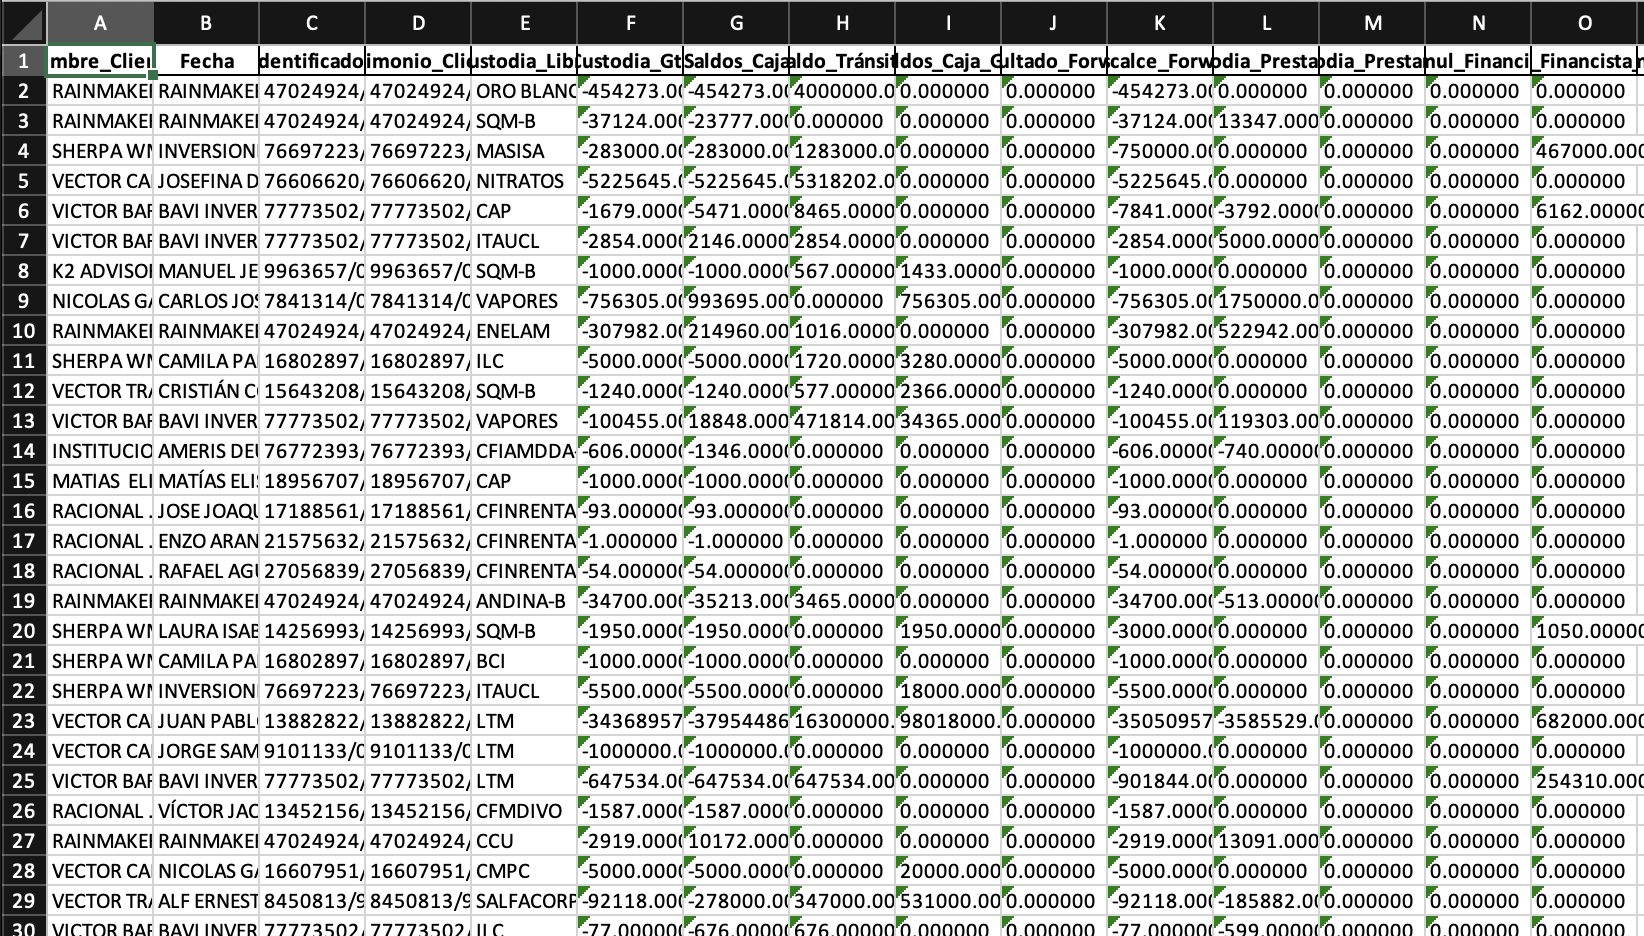 A B C D E F G H I J K L M N O
1 mbre_Clie Fecha dentificado imonio_Cli ustodia_Lib ustodia_Gt Saldos_Caja aldo_Tránsit ldos_Caja_G ultado_Forw calce_Forw odia_Presta odia_Presta nul_Financi _Financista_
2 RAINMAKE RAINMAKE 47024924/ 47024924/ ORO BLANC -454273.0 -454273.0 4000000.0 0.000000 0.000000 -454273.0 0.000000 0.000000 0.000000 0.000000
3 RAINMAKE RAINMAKE 47024924/ 47024924/ SQM-B -37124.00 -23777.00 0.000000 0.000000 0.000000 -37124.00 13347.000 0.000000 0.000000 0.000000
4 SHERPA W INVERSION 76697223/ 76697223/ MASISA -283000.0 -283000.0 1283000.0 0.000000 0.000000 -750000.0 0.000000 0.000000 0.000000 467000.000
5 VECTOR CA JOSEFINA D 76606620/ 76606620/ NITRATOS -5225645. -5225645. 5318202.0 0.000000 0.000000 -5225645. 0.000000 0.000000 0.000000 0.000000
6 VICTOR BA BAVI INVER 77773502/ 77773502/ CAP -1679.000 -5471.000 8465.0000 0.000000 0.000000 -7841.000 -3792.000 0.000000 0.000000 6162.00000
7 VICTOR BA BAVI INVER 77773502/ 77773502/ ITAUCL -2854.000 2146.0000 2854.0000 0.000000 0.000000 -2854.000 5000.0000 0.000000 0.000000 0.000000
8 K2 ADVISO MANUEL JE 9963657/0 9963657/0 SQM-B -1000.000 -1000.000 567.00000 1433.0000 0.000000 -1000.000 0.000000 0.000000 0.000000 0.000000
9 NICOLAS G CARLOS JOS 7841314/0 7841314/0 VAPORES -756305.0 993695.00 0.000000 756305.00 0.000000 -756305.0 1750000.0 0.000000 0.000000 0.000000
10 RAINMAKE RAINMAKE 47024924/ 47024924/ ENELAM -307982.0 214960.00 1016.0000 0.000000 0.000000 -307982.0 522942.00 0.000000 0.000000 0.000000
11 SHERPA W CAMILA PA 16802897/ 16802897/ ILC -5000.000 -5000.000 1720.0000 3280.0000 0.000000 -5000.000 0.000000 0.000000 0.000000 0.000000
12 VECTOR TR CRISTIÁN C 15643208/ 15643208/ SQM-B -1240.000 -1240.000 577.00000 2366.0000 0.000000 -1240.000 0.000000 0.000000 0.000000 0.000000
13 VICTOR BA BAVI INVER 77773502/ 77773502/ VAPORES -100455.0 18848.000 471814.00 34365.000 0.000000 -100455.0 119303.00 0.000000 0.000000 0.000000
14 INSTITUCIO AMERIS DE 76772393/ 76772393/ CFIAMDDA- -606.0000 -1346.000 0.000000 0.000000 0.000000 -606.0000 -740.0000 0.000000 0.000000 0.000000
15 MATIAS ELI MATÍAS ELI 18956707/ 18956707/ CAP -1000.000 -1000.000 0.000000 0.000000 0.000000 -1000.000 0.000000 0.000000 0.000000 0.000000
16 RACIONAL . JOSE JOAQ 17188561/ 17188561/ CFINRENTA -93.00000 -93.00000 0.000000 0.000000 0.000000 -93.00000 0.000000 0.000000 0.000000 0.000000
17 RACIONAL . ENZO ARAN 21575632/ 21575632/ CFINRENTA -1.000000 -1.000000 0.000000 0.000000 0.000000 -1.000000 0.000000 0.000000 0.000000 0.000000
18 RACIONAL . RAFAEL AG 27056839/ 27056839/ CFINRENTA -54.00000 -54.00000 0.000000 0.000000 0.000000 -54.00000 0.000000 0.000000 0.000000 0.000000
19 RAINMAKE RAINMAKE 47024924/ 47024924/ ANDINA-B -34700.00 -35213.00 3465.0000 0.000000 0.000000 -34700.00 -513.0000 0.000000 0.000000 0.000000
20 SHERPA W LAURA ISAB 14256993/ 14256993/ SQM-B -1950.000 -1950.000 0.000000 1950.0000 0.000000 -3000.000 0.000000 0.000000 0.000000 1050.00000
21 SHERPA W CAMILA PA 16802897/ 16802897/ BCI -1000.000 -1000.000 0.000000 0.000000 0.000000 -1000.000 0.000000 0.000000 0.000000 0.000000
22 SHERPA W INVERSION 76697223/ 76697223/ ITAUCL -5500.000 -5500.000 0.000000 18000.000 0.000000 -5500.000 0.000000 0.000000 0.000000 0.000000
23 VECTOR CA JUAN PABL 13882822/ 13882822/ LTM -34368957 -37954486 16300000. 98018000. 0.000000 -35050957 -3585529. 0.000000 0.000000 682000.000
24 VECTOR CA JORGE SAM 9101133/0 9101133/0 LTM -1000000. -1000000. 0.000000 0.000000 0.000000 -1000000. 0.000000 0.000000 0.000000 0.000000
25 VICTOR BA BAVI INVER 77773502/ 77773502/ LTM -647534.0 -647534.0 647534.00 0.000000 0.000000 -901844.0 0.000000 0.000000 0.000000 254310.000
26 RACIONAL . VÍCTOR JAC 13452156/ 13452156/ CFMDIVO -1587.000 -1587.000 0.000000 0.000000 0.000000 -1587.000 0.000000 0.000000 0.000000 0.000000
27 RAINMAKE RAINMAKE 47024924/ 47024924/ CCU -2919.000 10172.000 0.000000 0.000000 0.000000 -2919.000 13091.000 0.000000 0.000000 0.000000
28 VECTOR CA NICOLAS G 16607951/ 16607951/ CMPC -5000.000 -5000.000 0.000000 20000.000 0.000000 -5000.000 0.000000 0.000000 0.000000 0.000000
29 VECTOR TR ALF ERNEST 8450813/9 8450813/9 SALFACORP -92118.00 -278000.0 347000.00 531000.00 0.000000 -92118.00 -185882.0 0.000000 0.000000 0.000000
30 VICTOR BA BAVI INVER 77773502/ 77773502/ ILC -77.00000 -676.0000 676.00000 0.000000 0.000000 -77.00000 -599.0000 0.000000 0.000000 0.000000